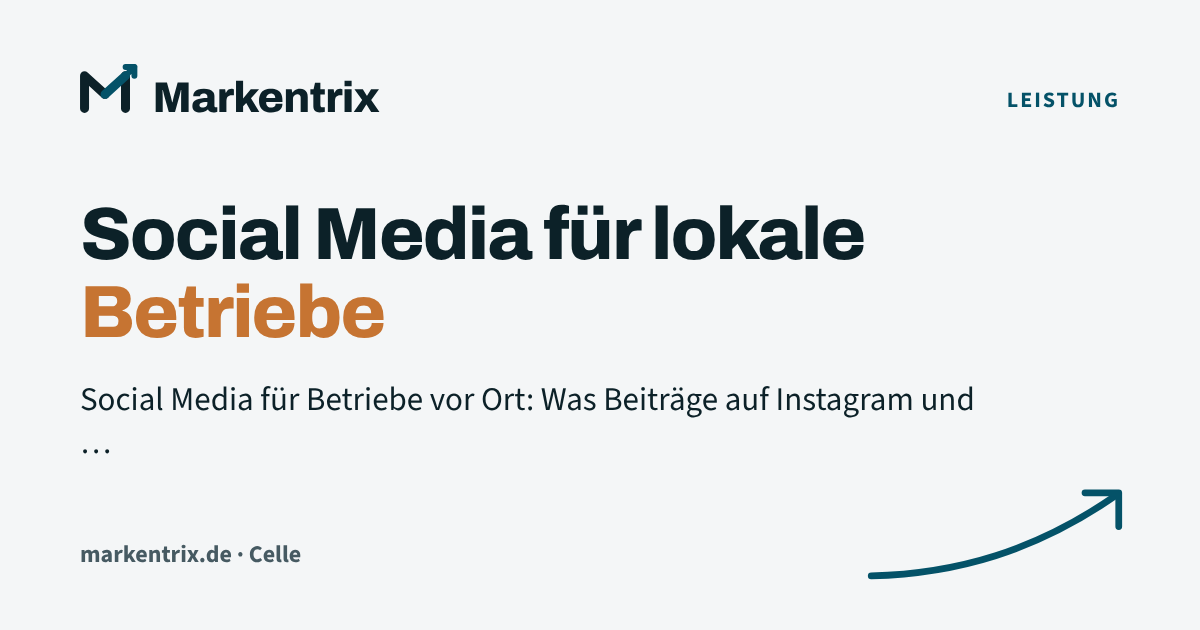 Markentrix
LEISTUNG
Social Media für lokale
Betriebe
Social Media für Betriebe vor Ort: Was Beiträge auf Instagram und
…
markentrix.de · Celle